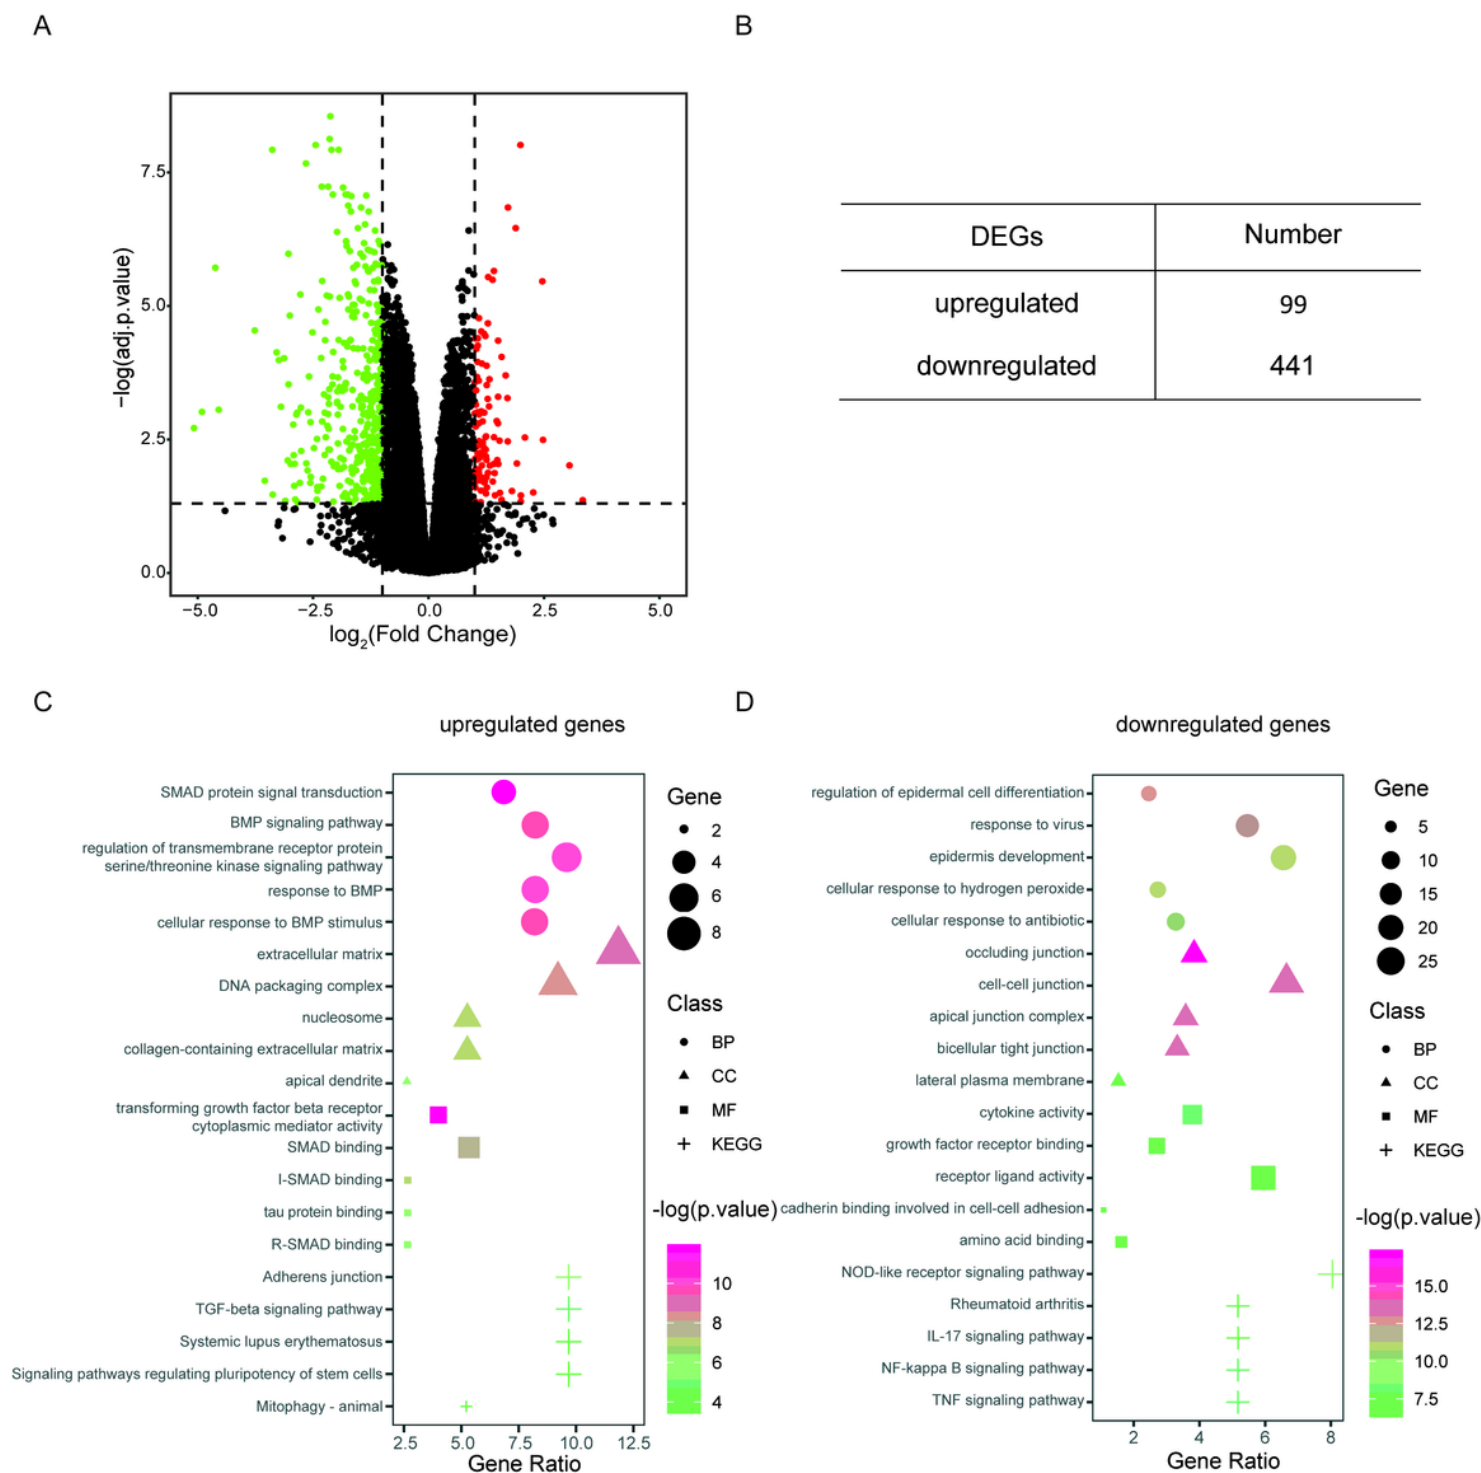 A
B
7.5
5.0
2.5
0.0
−log(adj.p.value)
−5.0
−2.5
0.0
2.5
5.0
log2(Fold Change)
DEGs
Number
upregulated
99
downregulated
441
C
upregulated genes
SMAD protein signal transduction
BMP signaling pathway
regulation of transmembrane receptor protein
serine/threonine kinase signaling pathway
response to BMP
cellular response to BMP stimulus
extracellular matrix
DNA packaging complex
nucleosome
collagen-containing extracellular matrix
apical dendrite
transforming growth factor beta receptor
cytoplasmic mediator activity
SMAD binding
I-SMAD binding
tau protein binding
R-SMAD binding
Adherens junction
TGF-beta signaling pathway
Systemic lupus erythematosus
Signaling pathways regulating pluripotency of stem cells
Mitophagy - animal
2.5
5.0
7.5
10.0
12.5
Gene Ratio
Gene
2
4
6
8
Class
BP
CC
MF
KEGG
-log(p.value)
10
8
6
4
D
downregulated genes
regulation of epidermal cell differentiation
response to virus
epidermis development
cellular response to hydrogen peroxide
cellular response to antibiotic
occluding junction
cell-cell junction
apical junction complex
bicellular tight junction
lateral plasma membrane
cytokine activity
growth factor receptor binding
receptor ligand activity
cadherin binding involved in cell-cell adhesion
amino acid binding
NOD-like receptor signaling pathway
Rheumatoid arthritis
IL-17 signaling pathway
NF-kappa B signaling pathway
TNF signaling pathway
2
4
6
8
Gene Ratio
Gene
5
10
15
20
25
Class
BP
CC
MF
KEGG
-log(p.value)
15.0
12.5
10.0
7.5